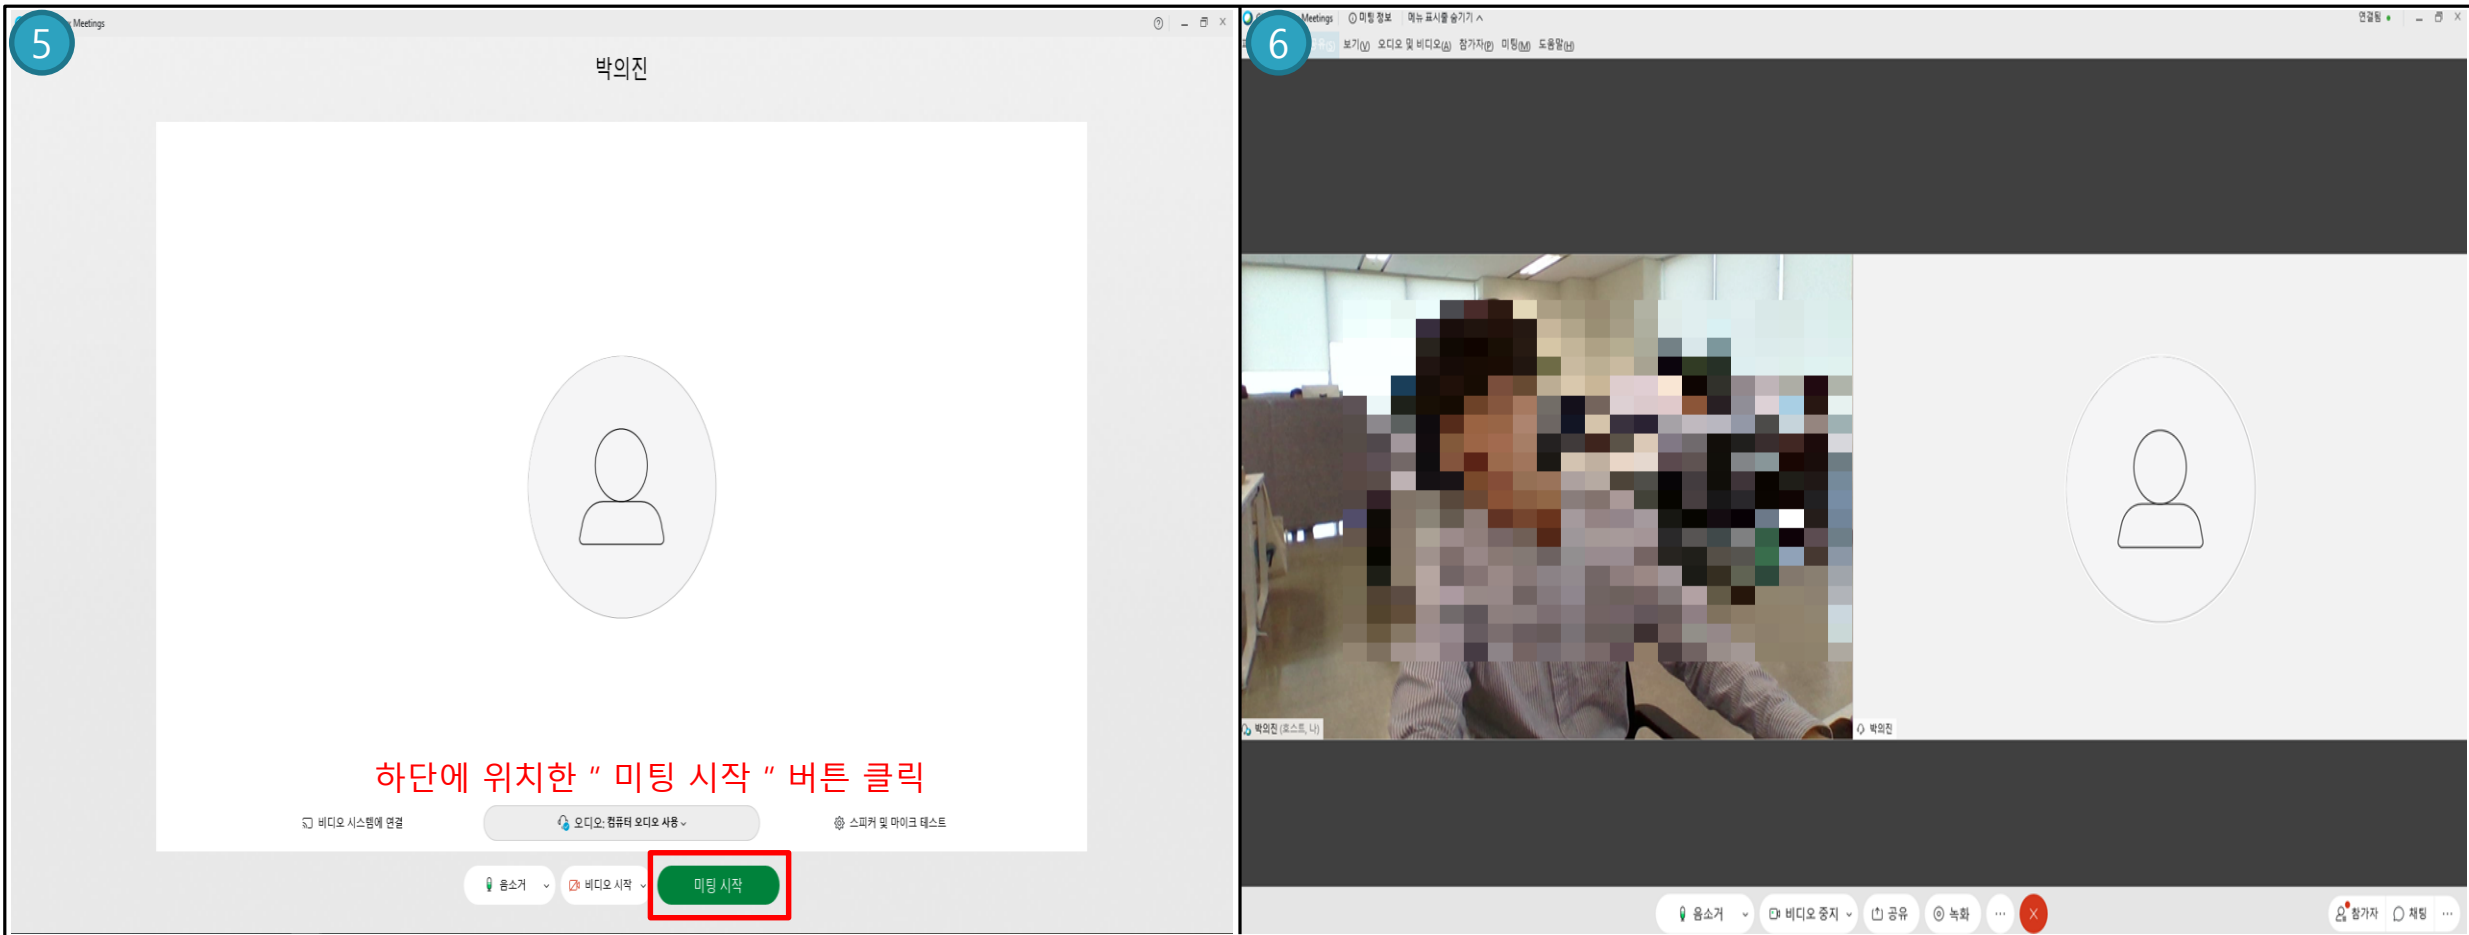 5
Meetings
박의진
하단에 위치한 “ 미팅 시작 “ 버튼 클릭
비디오 시스템에 연결
오디오: 컴퓨터 오디오 사용
스피커 및 마이크 테스트
음소거
비디오 시작
미팅 시작
6
Meetings
미팅 정보
메뉴 표시줄 숨기기
연결됨
보기(V) 오디오 및 비디오(A) 참가자(P) 미팅(M) 도움말(H)
박의진 (호스트, 나)
박의진
음소거
비디오 중지
공유
녹화
X
참가자
채팅